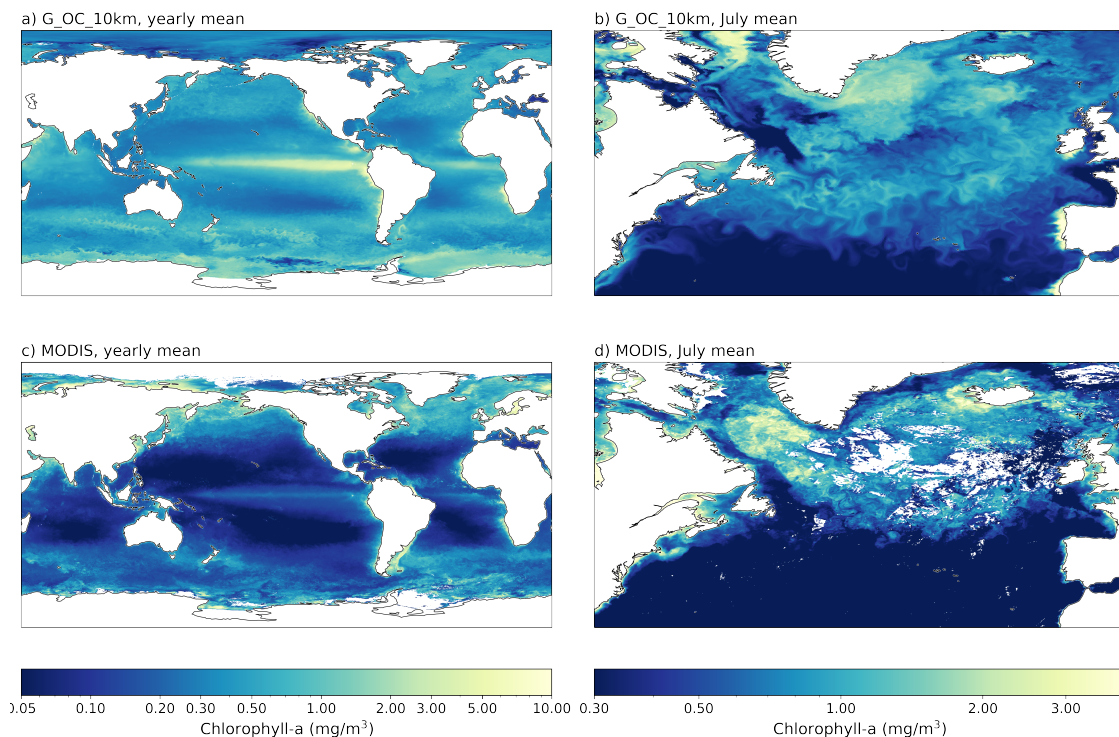 a) G_OC_10km, yearly mean
b) G_OC_10km, July mean
c) MODIS, yearly mean
d) MODIS, July mean
0.05 0.10 0.20 0.30 0.50 1.00 2.00 3.00 5.00 10.00
Chlorophyll-a (mg/m³)
0.30 0.50 1.00 2.00 3.00
Chlorophyll-a (mg/m³)